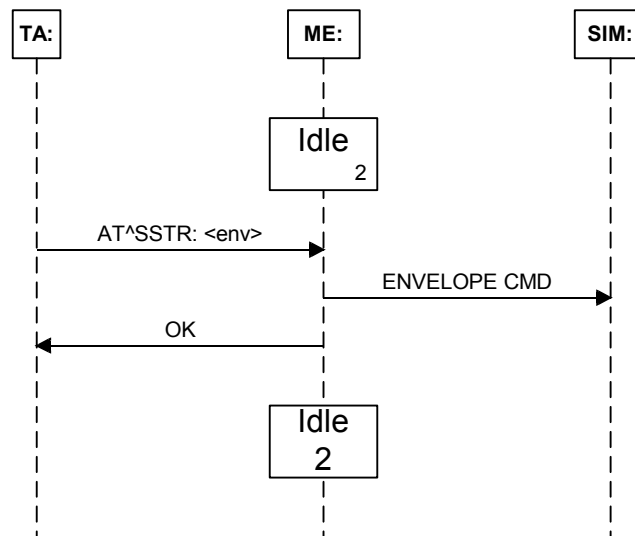 TA:
ME:
SIM:
Idle
2
AT^SSTR: <env>
ENVELOPE CMD
OK
Idle
2